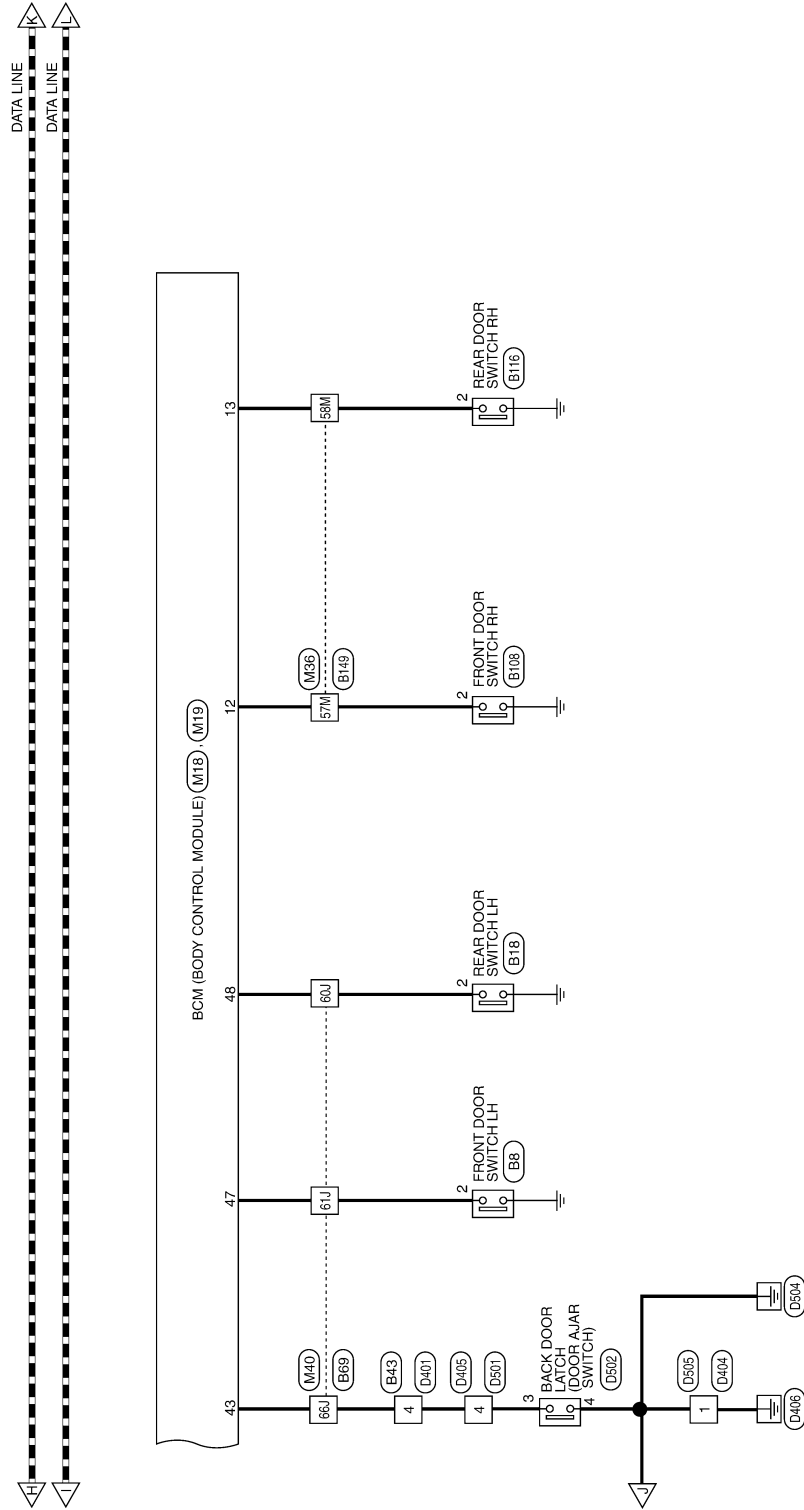 H
DATA LINE
K
I
DATA LINE
L
BCM (BODY CONTROL MODULE) M18 , M19
43
47
48
12
13
66J
M40
B69
61J
60J
57M
M36
B149
58M
4
B43
D401
4
D405
D501
3
BACK DOOR
LATCH
(DOOR AJAR
SWITCH)
D502
4
2
FRONT DOOR
SWITCH LH
B8
2
REAR DOOR
SWITCH LH
B18
2
FRONT DOOR
SWITCH RH
B108
2
REAR DOOR
SWITCH RH
B116
J
1
D505
D404
D406
D504